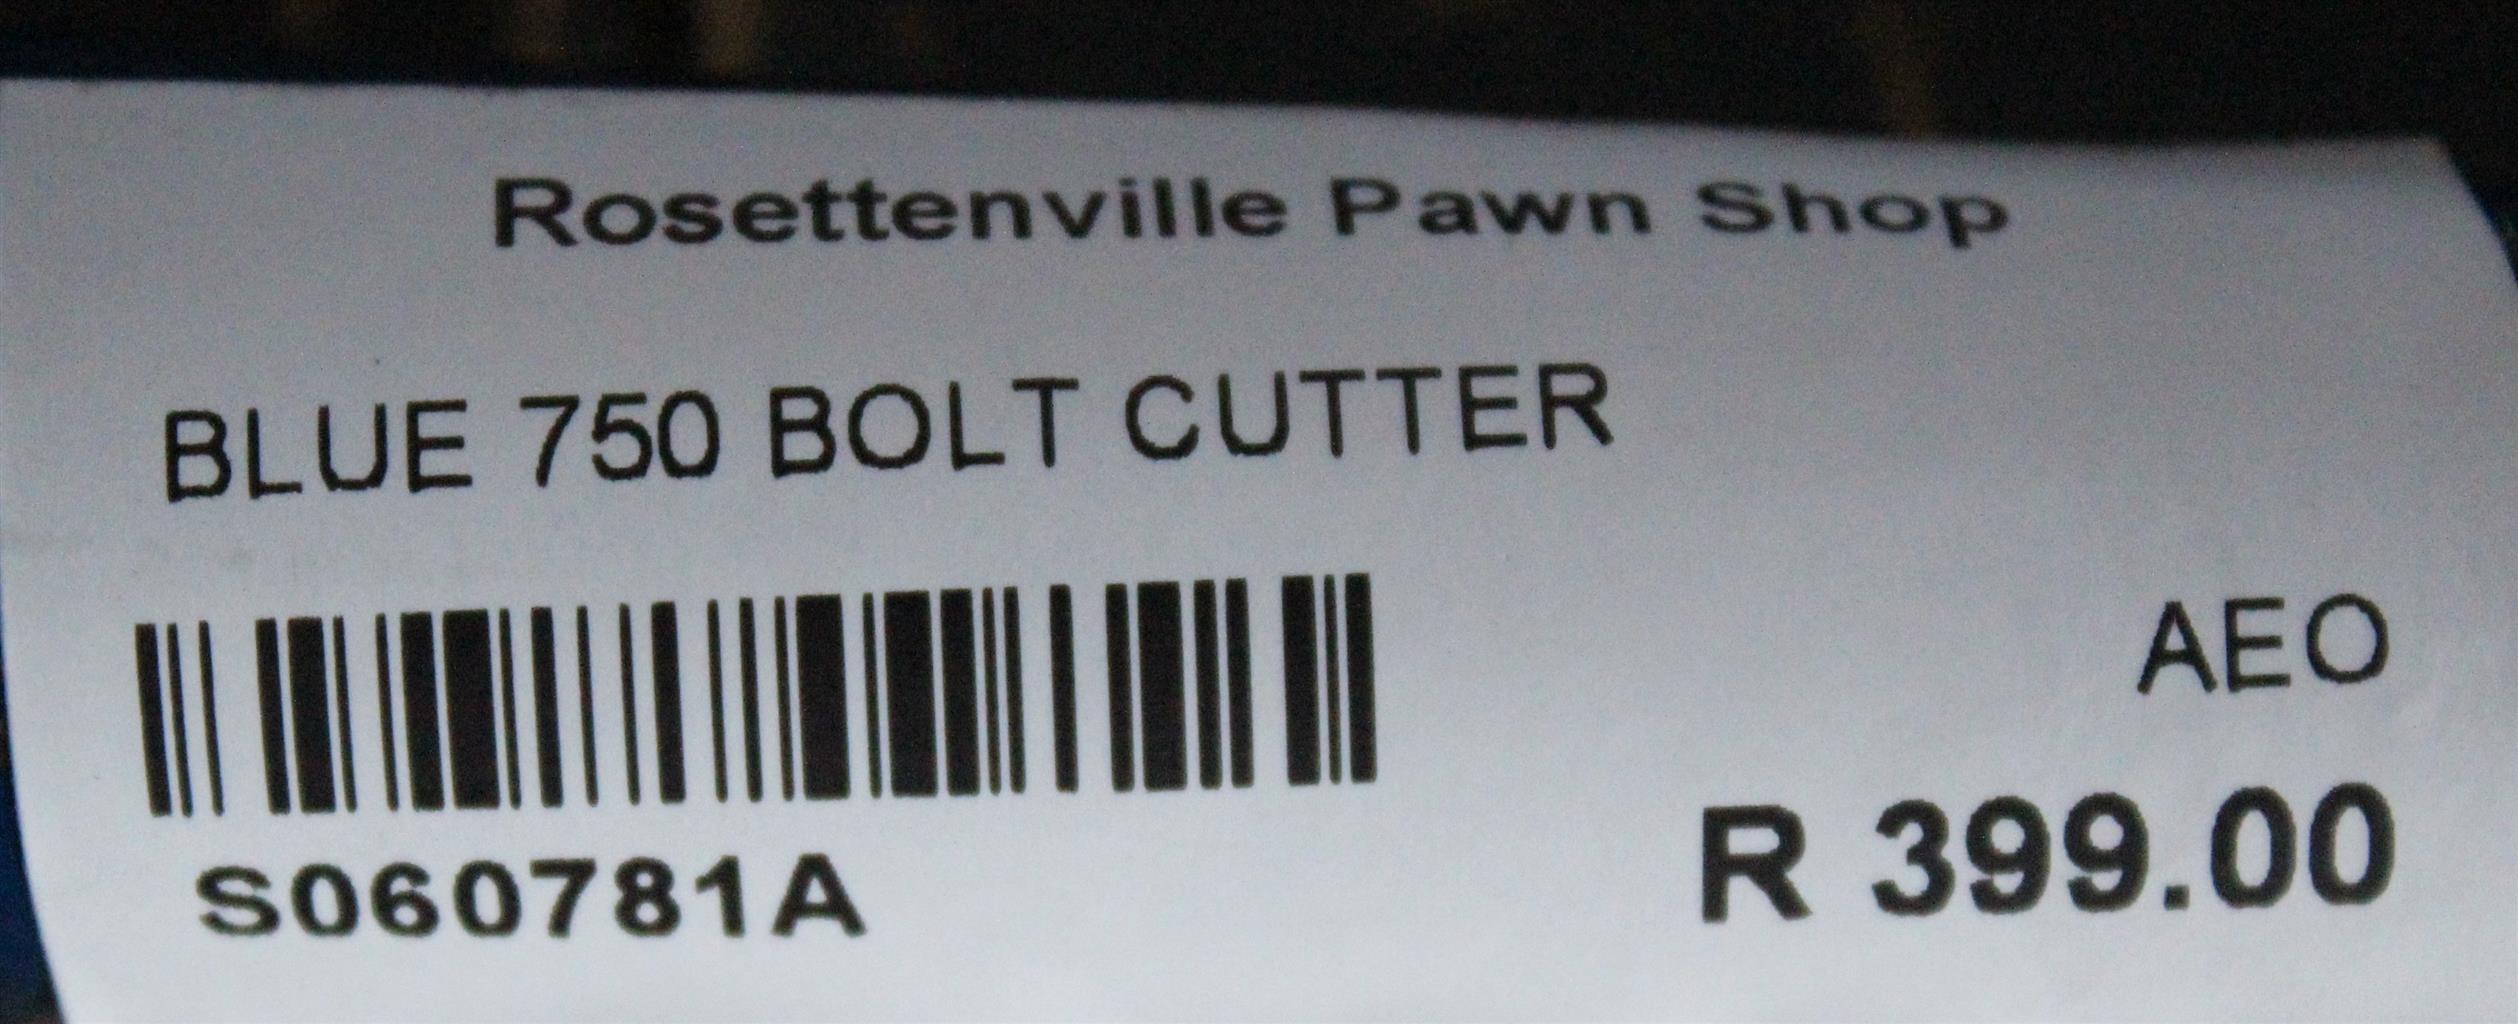 Rosettenville Pawn Shop
BLUE 750 BOLT CUTTER
AEO
S060781A
R 399.00